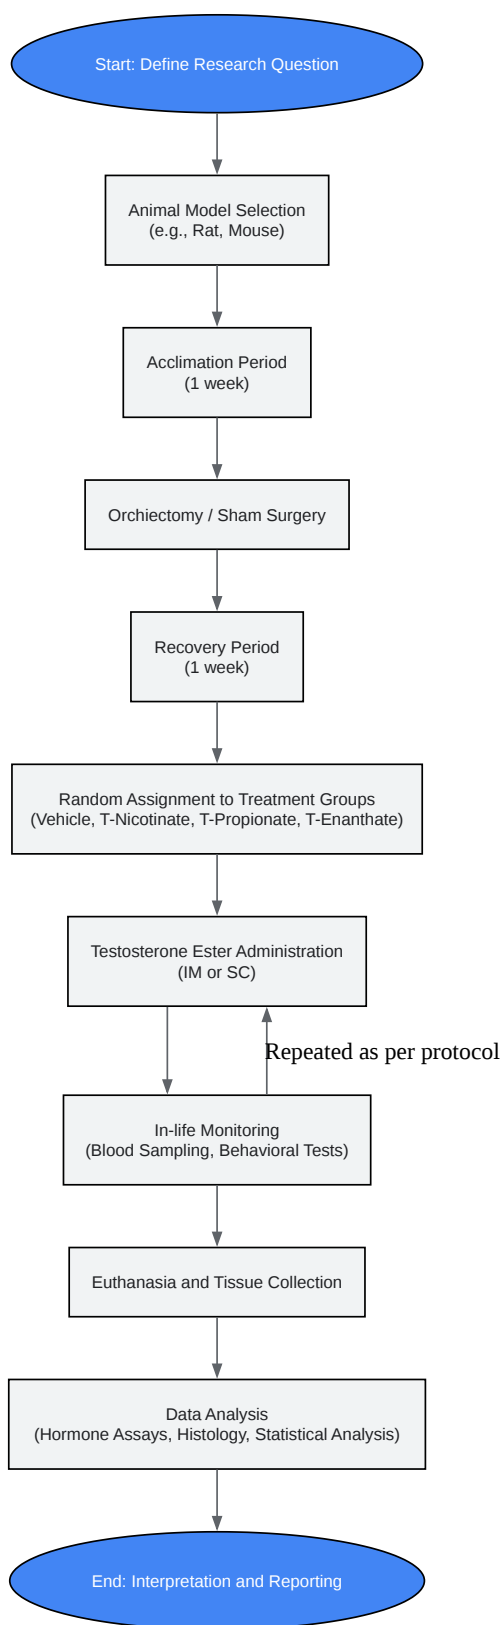 Start: Define Research Question
Animal Model Selection
(e.g., Rat, Mouse)
Acclimation Period
(1 week)
Orchiectomy / Sham Surgery
Recovery Period
(1 week)
Random Assignment to Treatment Groups
(Vehicle, T-Nicotinate, T-Propionate, T-Enanthate)
Testosterone Ester Administration
(IM or SC)
Repeated as per protocol
In-life Monitoring
(Blood Sampling, Behavioral Tests)
Euthanasia and Tissue Collection
Data Analysis
(Hormone Assays, Histology, Statistical Analysis)
End: Interpretation and Reporting